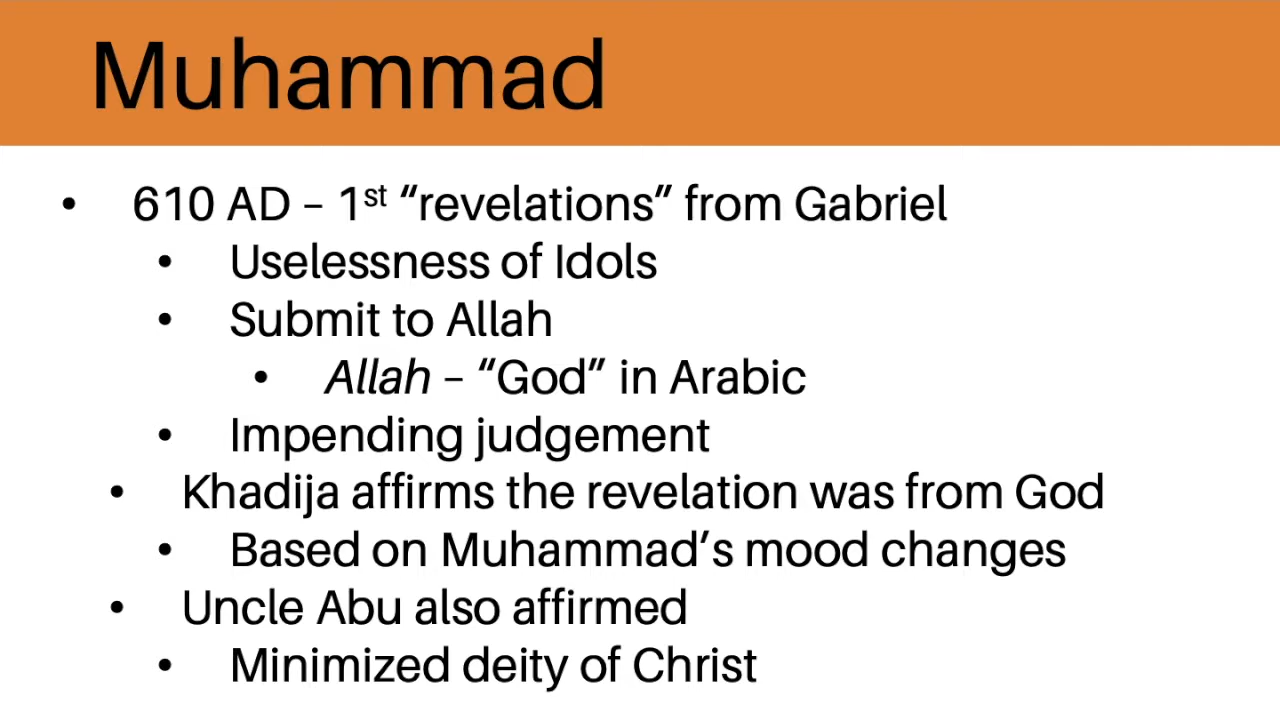 Muhammad
• 610 AD – 1st “revelations” from Gabriel
• Uselessness of Idols
• Submit to Allah
• Allah – “God” in Arabic
• Impending judgement
• Khadija affirms the revelation was from God
• Based on Muhammad’s mood changes
• Uncle Abu also affirmed
• Minimized deity of Christ